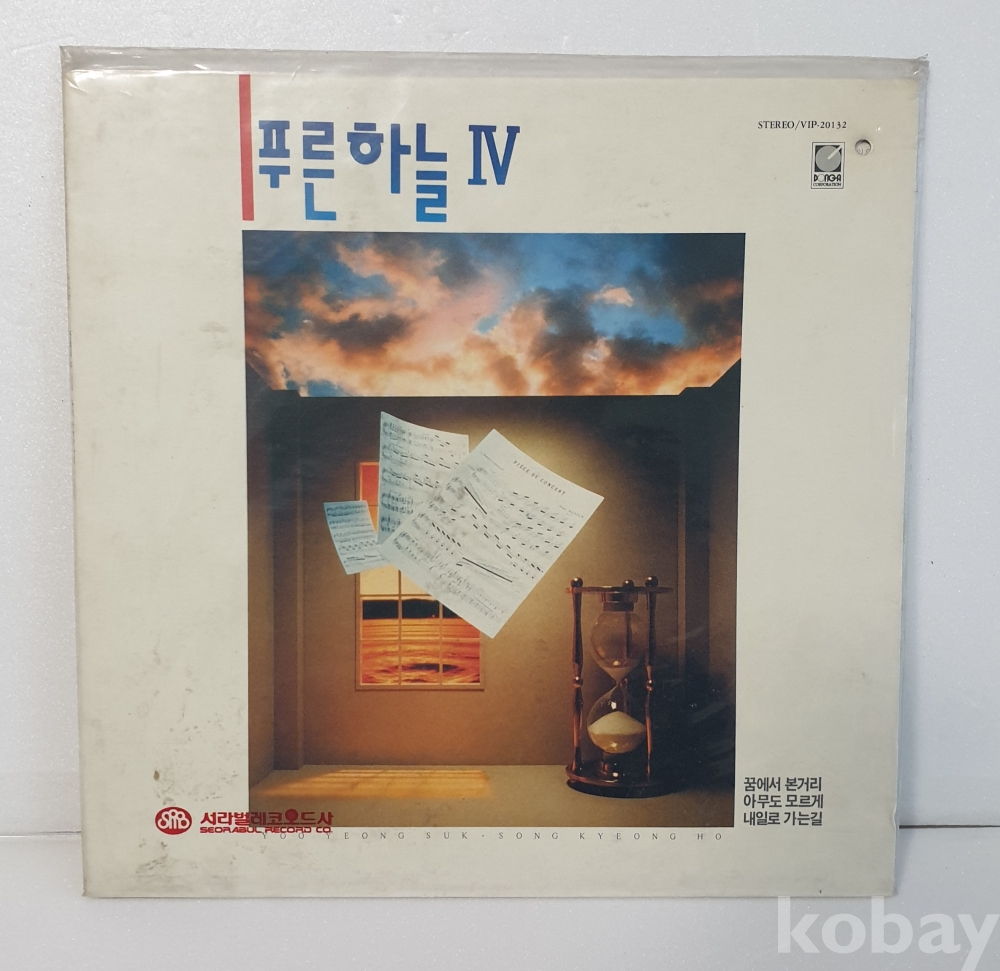 푸른하늘 IV
STEREO/VIP-20132
DONG-A
CORPORATION
PIECE OF CONCERT
꿈에서 본거리
아무도 모르게
내일로 가는길
SRB 서라벌레코오드사
SEORABUL RECORD CO.
YOO YEONG SUK · SONG KYEONG HO
kobay